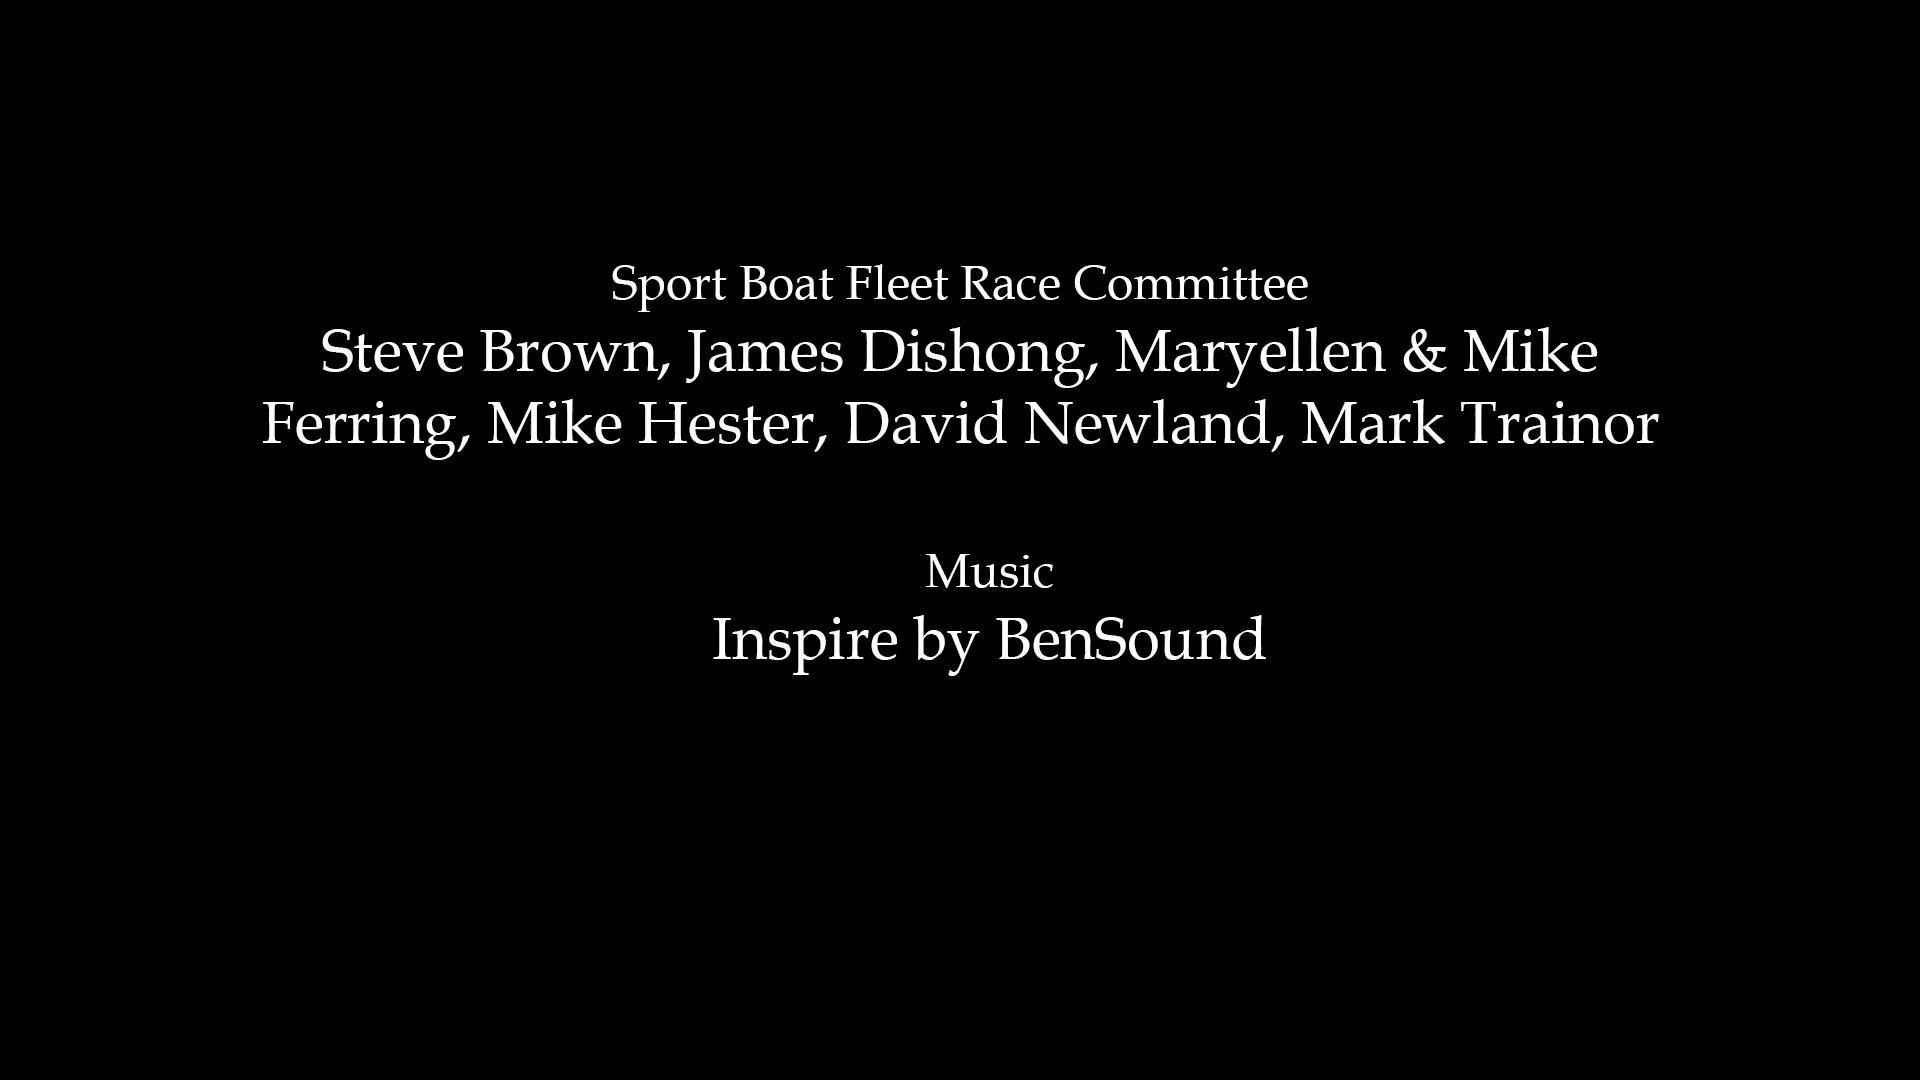 Sport Boat Fleet Race Committee
Steve Brown, James Dishong, Maryellen & Mike
Ferring, Mike Hester, David Newland, Mark Trainor
Music
Inspire by BenSound